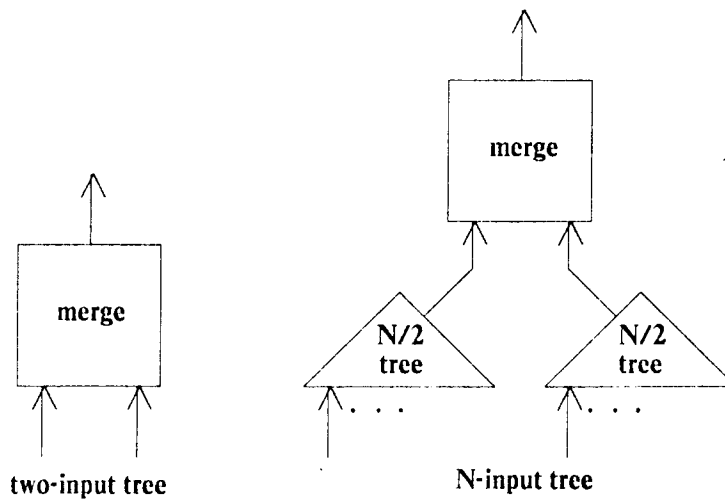 merge
merge
N/2
tree
N/2
tree
. . .
. . .
two-input tree
N-input tree